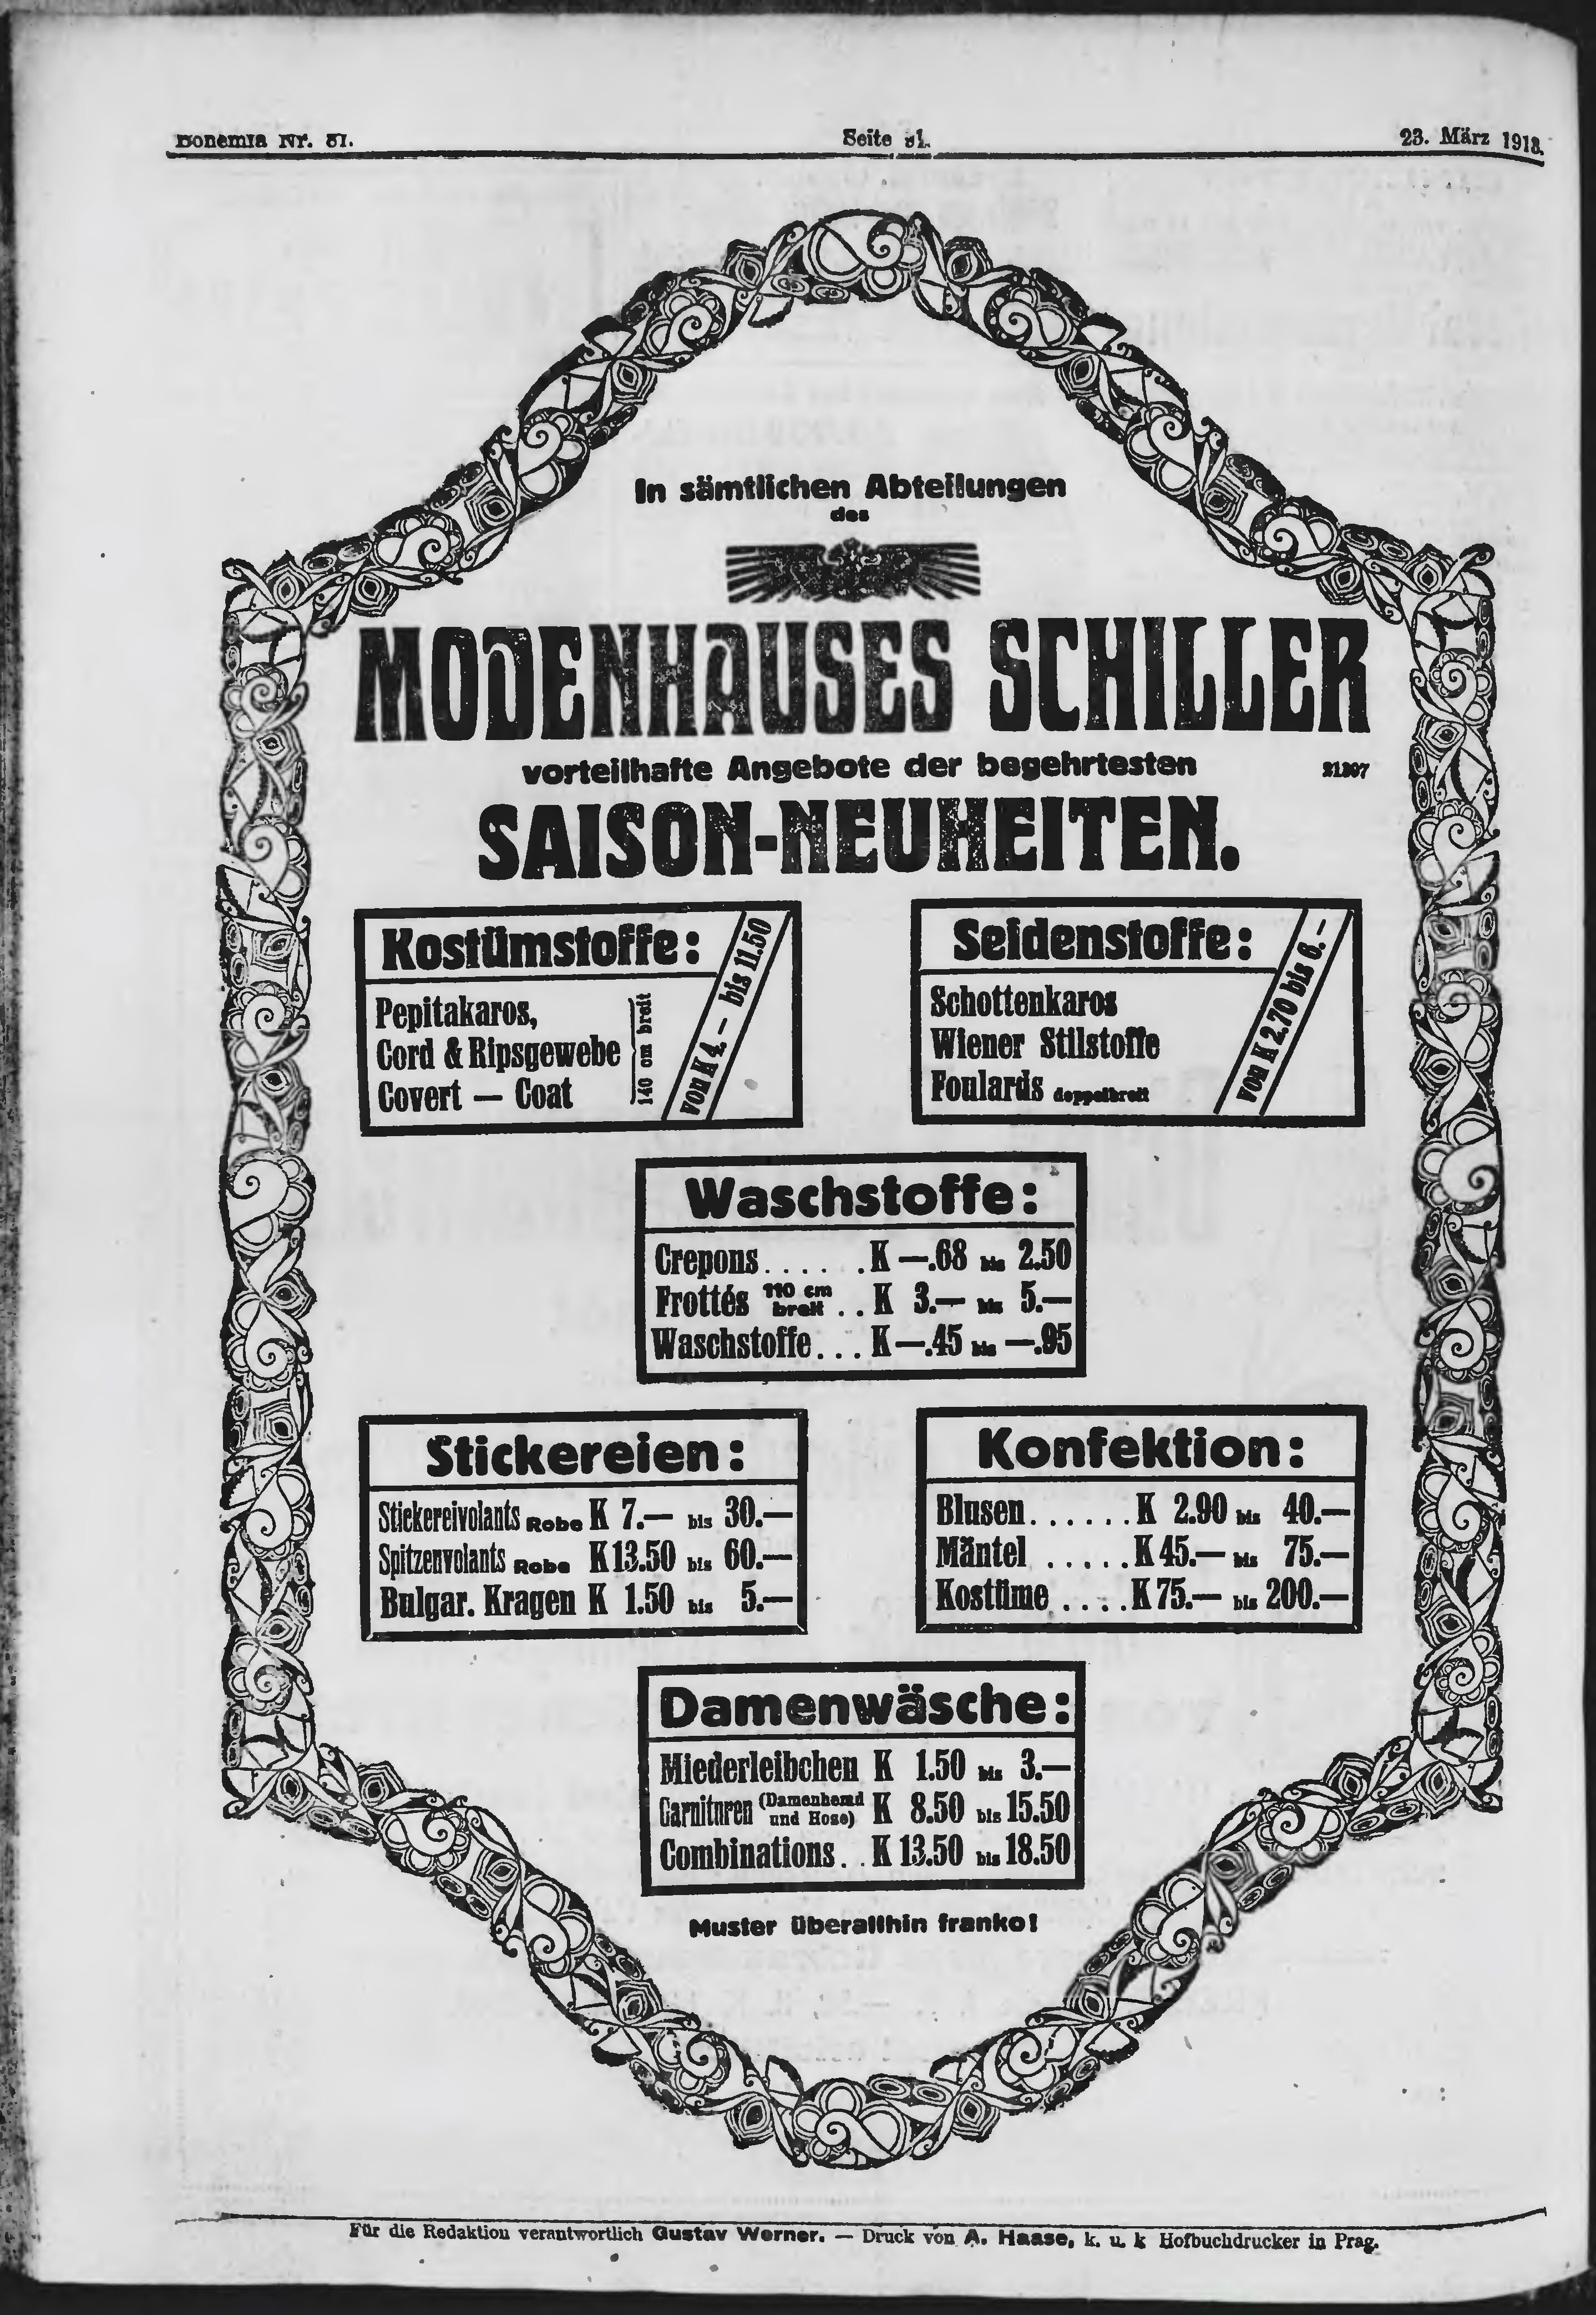 Bohemia Nr. 81.
Seite
23. März 1913.
In sämtlichen Abteilungen
des
MODENHAUSES SCHILLER
vorteilhafte Angebote der begehrtesten
21307
SAISON-NEUHEITEN.
Kostümstoffe:
Pepitakaros,
Cord & Ripsgewebe
Covert — Coat
140 cm breit
von K 4.– bis 11.50
Seidenstoffe:
Schottenkaros
Wiener Stilstoffe
Foulards doppelbreit
von K 2.70 bis 6.–
Waschstoffe:
Crepons......K —.68 bis 2.50
Frottés 110 cm breit .. K 3.— bis 5.—
Waschstoffe... K —.45 bis —.95
Stickereien:
Stickereivolants Robe K 7.— bis 30.—
Spitzenvolants Robe K 13.50 bis 60.—
Bulgar. Kragen K 1.50 bis 5.—
Konfektion:
Blusen......K 2.90 bis 40.—
Mäntel .....K 45.— bis 75.—
Kostüme ....K 75.— bis 200.—
Damenwäsche:
Miederleibchen K 1.50 bis 3.—
Garnituren (Damenhemd und Hose) K 8.50 bis 15.50
Combinations.. K 13.50 bis 18.50
Muster überallhin franko!
Für die Redaktion verantwortlich Gustav Werner. — Druck von A. Haase, k. u. k Hofbuchdrucker in Prag.